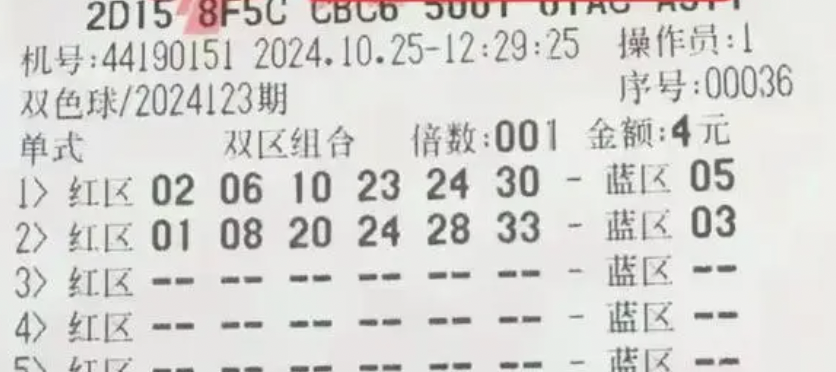 2D15 8F5C CBC6
机号:44190151 2024.10.25-12:29:25 操作员:1
双色球/2024123期 序号:00036
单式 双区组合 倍数:001 金额:4元
1> 红区 02 06 10 23 24 30 - 蓝区 05
2> 红区 01 08 20 24 28 33 - 蓝区 03
3> 红区 -- -- -- -- -- -- - 蓝区 --
4> 红区 -- -- -- -- -- -- - 蓝区 --
5> 红区 -- -- -- -- -- -- - 蓝区 --